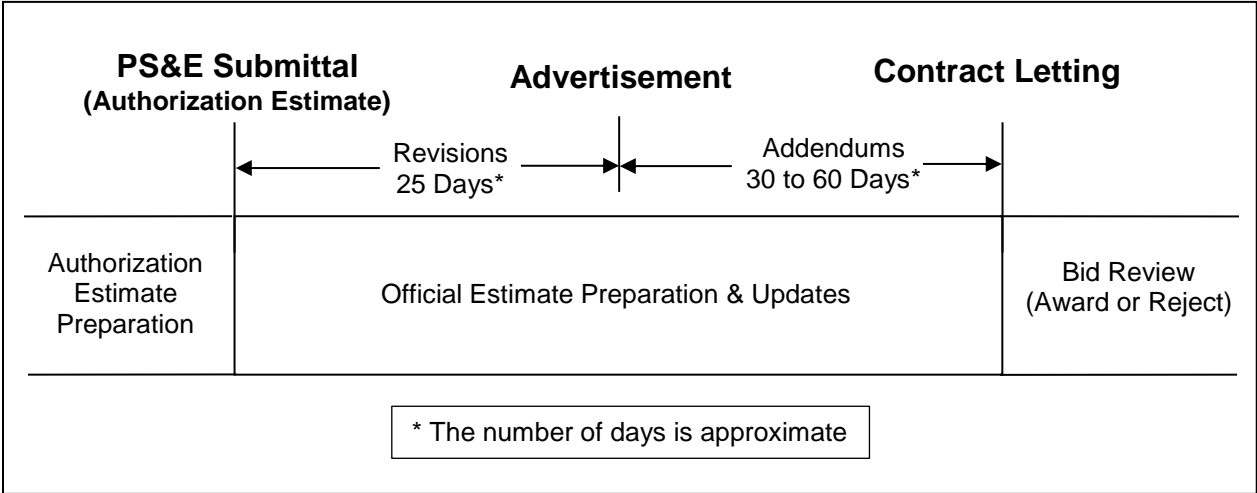 PS&E Submittal
(Authorization Estimate)
Advertisement
Contract Letting
Revisions
25 Days*
Addendums
30 to 60 Days*
Authorization
Estimate
Preparation
Official Estimate Preparation & Updates
Bid Review
(Award or Reject)
* The number of days is approximate